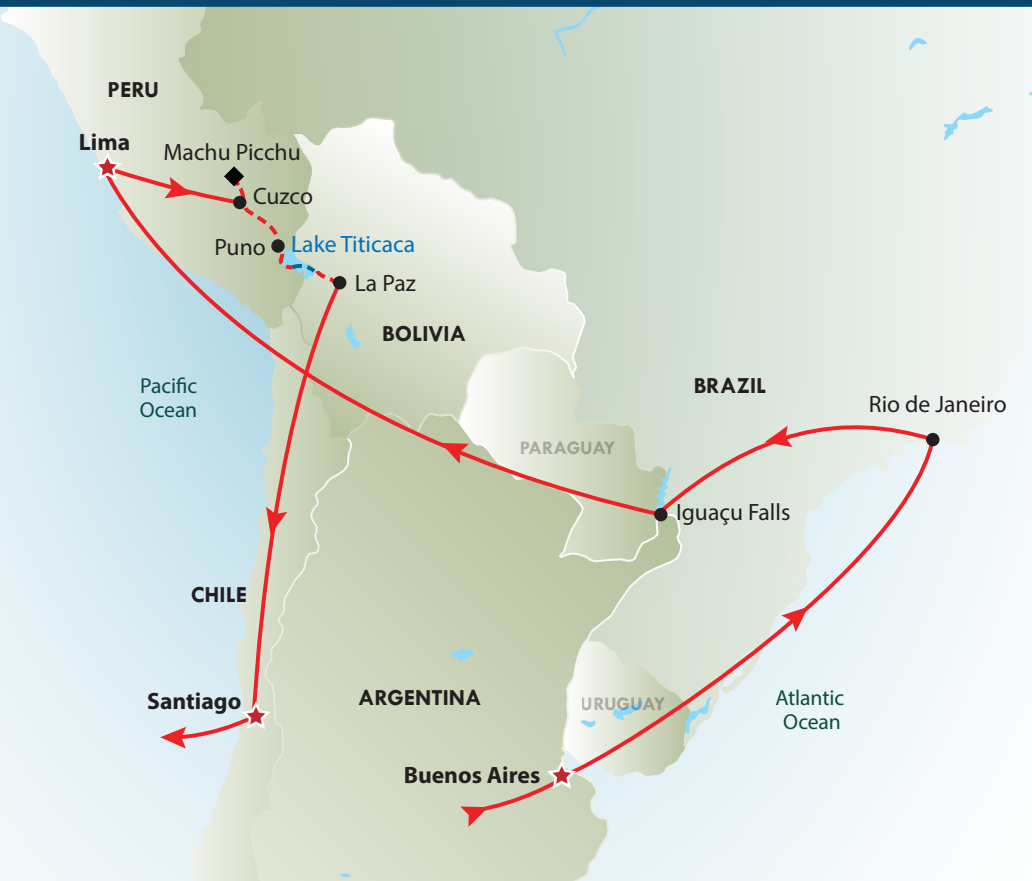 PERU
Lima
Machu Picchu
Cuzco
Puno
Lake Titicaca
La Paz
BOLIVIA
Pacific
Ocean
BRAZIL
Rio de Janeiro
PARAGUAY
Iguaçu Falls
CHILE
Santiago
ARGENTINA
URUGUAY
Atlantic
Ocean
Buenos Aires